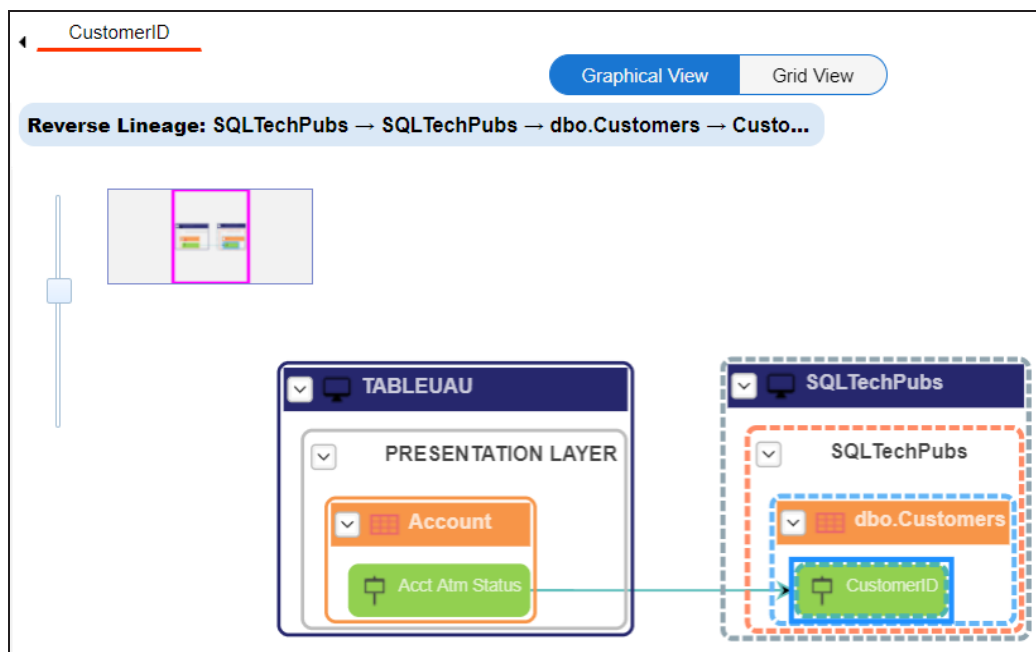 CustomerID
Graphical View Grid View
Reverse Lineage: SQLTechPubs → SQLTechPubs → dbo.Customers → Custo...
TABLEUAU
SQLTechPubs
PRESENTATION LAYER
SQLTechPubs
Account
dbo.Customers
Acct Atm Status
CustomerID